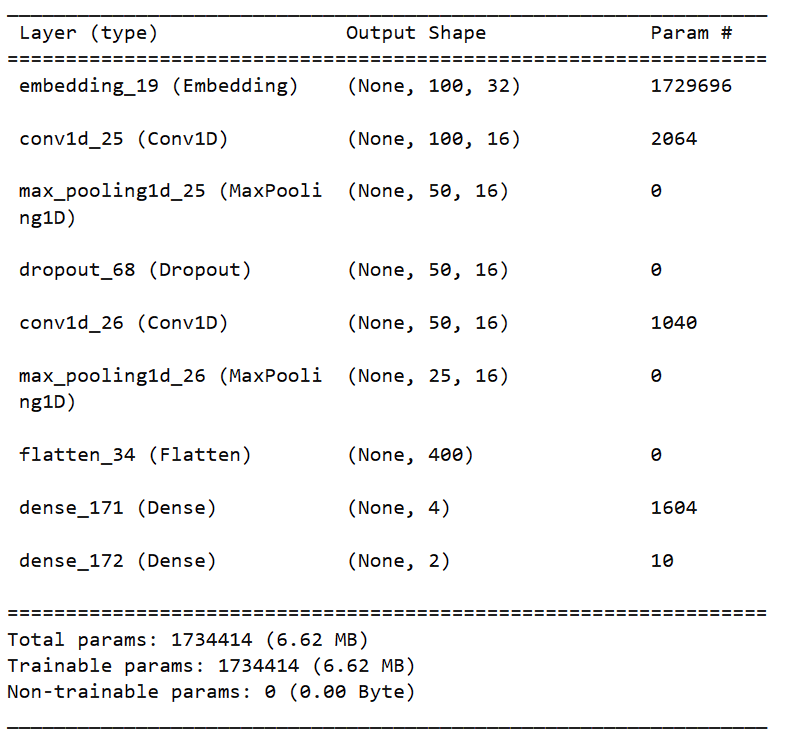 Layer (type) Output Shape Param #
=================================================================
embedding_19 (Embedding) (None, 100, 32) 1729696
conv1d_25 (Conv1D) (None, 100, 16) 2064
max_pooling1d_25 (MaxPooli (None, 50, 16) 0
ng1D)
dropout_68 (Dropout) (None, 50, 16) 0
conv1d_26 (Conv1D) (None, 50, 16) 1040
max_pooling1d_26 (MaxPooli (None, 25, 16) 0
ng1D)
flatten_34 (Flatten) (None, 400) 0
dense_171 (Dense) (None, 4) 1604
dense_172 (Dense) (None, 2) 10
=================================================================
Total params: 1734414 (6.62 MB)
Trainable params: 1734414 (6.62 MB)
Non-trainable params: 0 (0.00 Byte)